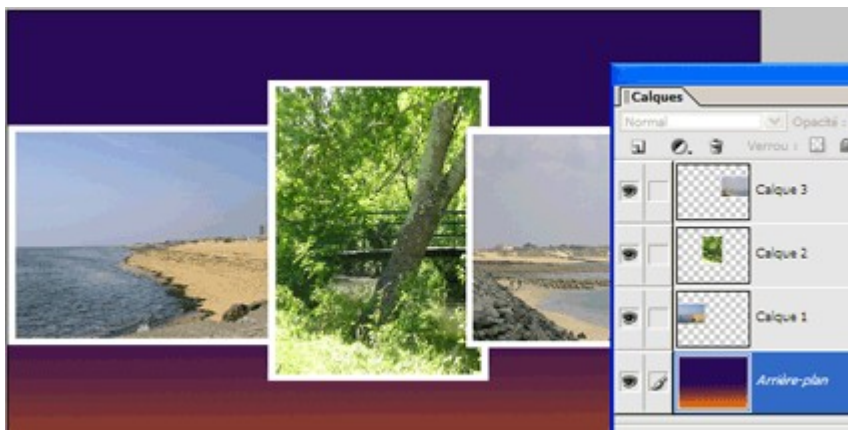 Calques
Normal
Opacité :
Verrou :
Calque 3
Calque 2
Calque 1
Arrière-plan